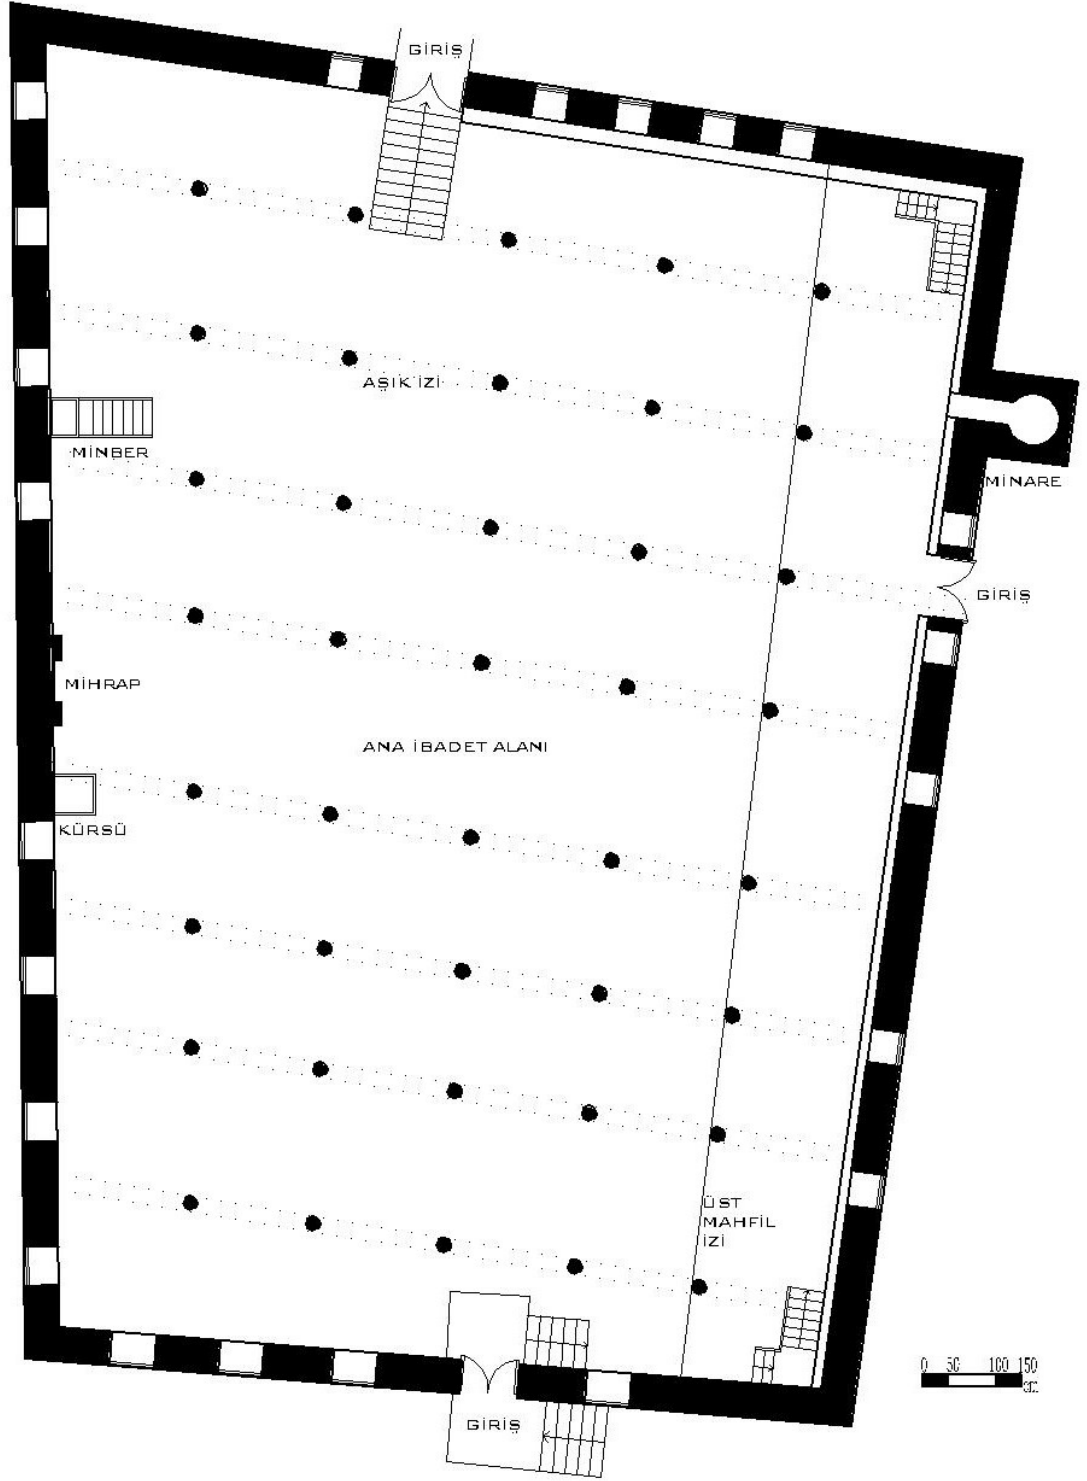 GİRİŞ
AŞIK İZİ
MİNBER
MİNARE
GİRİŞ
MİHRAP
ANA İBADET ALANI
KÜRSÜ
ÜST
MAHFİL
İZİ
0 50 100 150
cm
GİRİŞ